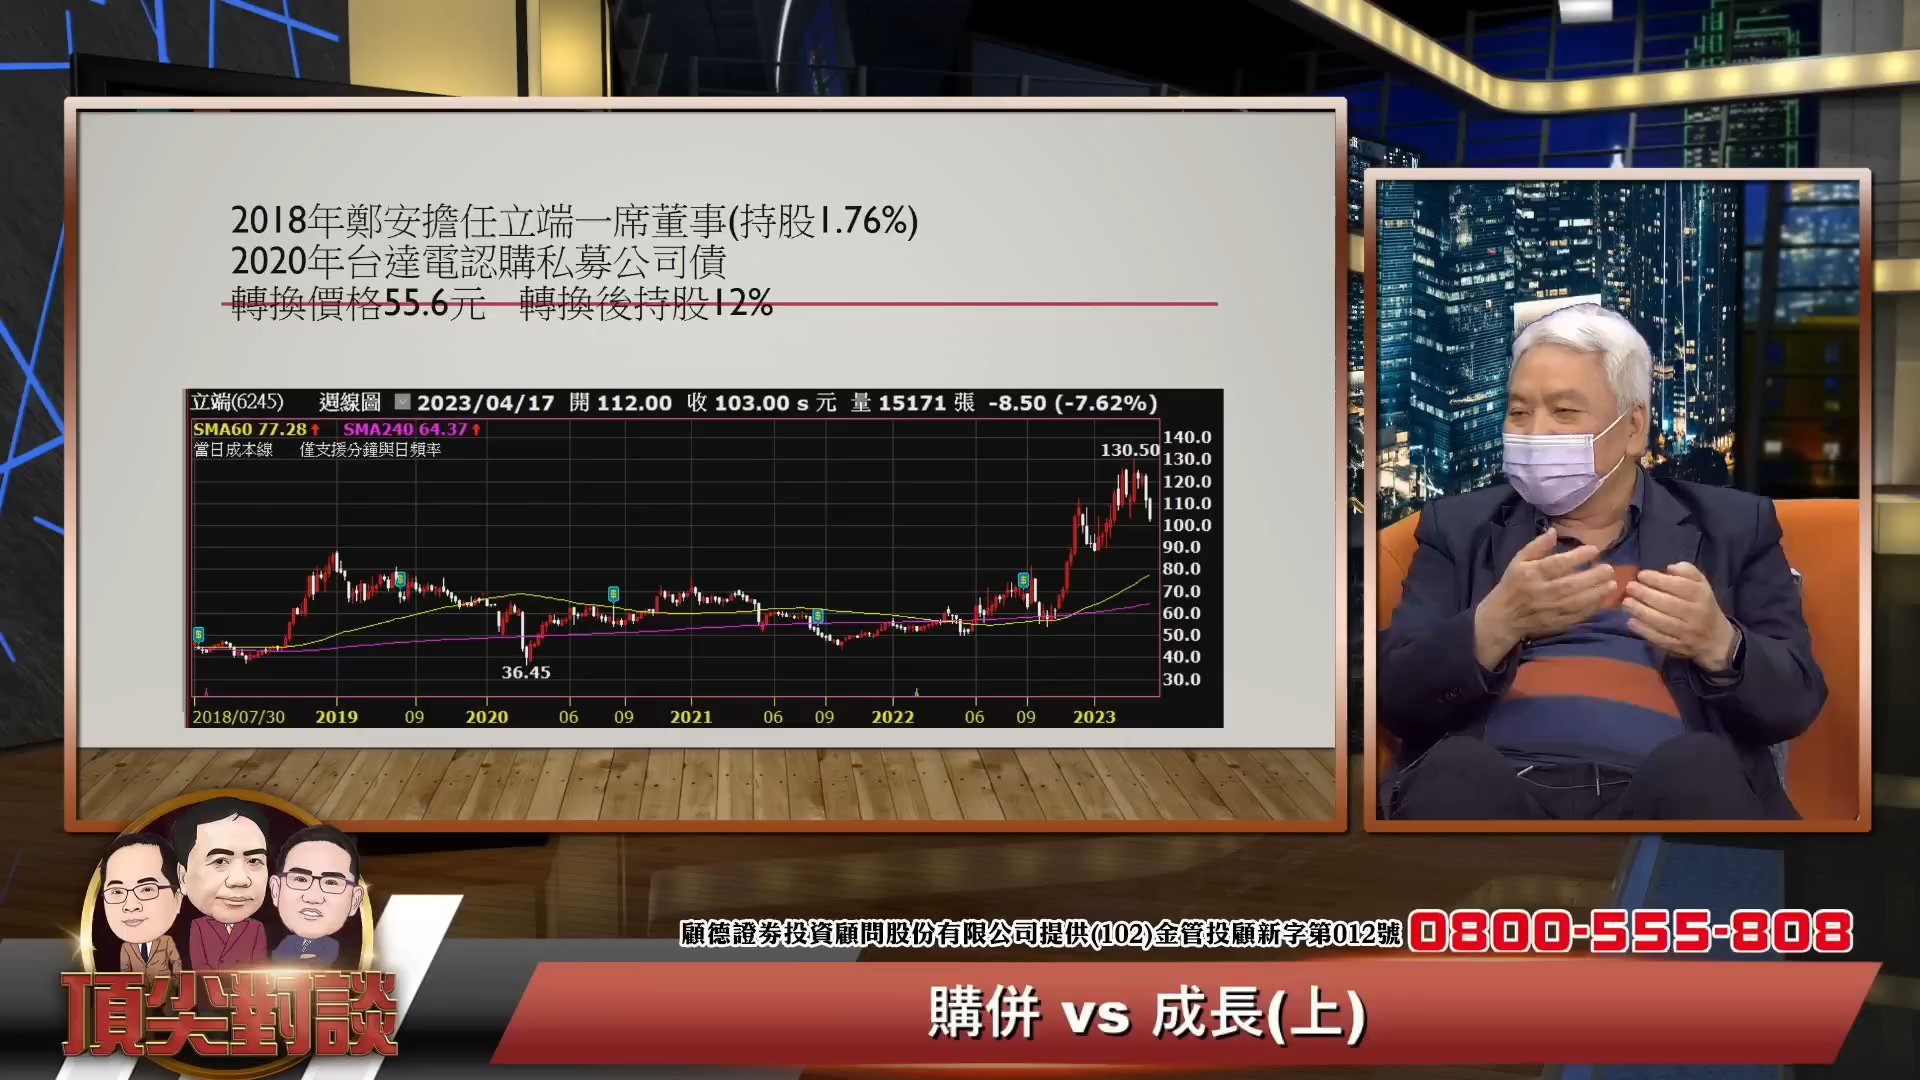 2018年鄭安擔任立端一席董事(持股1.76%)
2020年台達電認購私募公司債
轉換價格55.6元　轉換後持股12%
立端(6245) 週線圖 2023/04/17 開 112.00 收 103.00 s 元 量 15171 張 -8.50 (-7.62%)
SMA60 77.28↑ SMA240 64.37↑
當日成本線 僅支援分鐘與日頻率
130.50
36.45
140.0
130.0
120.0
110.0
100.0
90.0
80.0
70.0
60.0
50.0
40.0
30.0
2018/07/30 2019 09 2020 06 09 2021 06 09 2022 06 09 2023
顧德證券投資顧問股份有限公司提供(102)金管投顧新字第012號 0800-555-808
頂尖對談
購併 vs 成長(上)